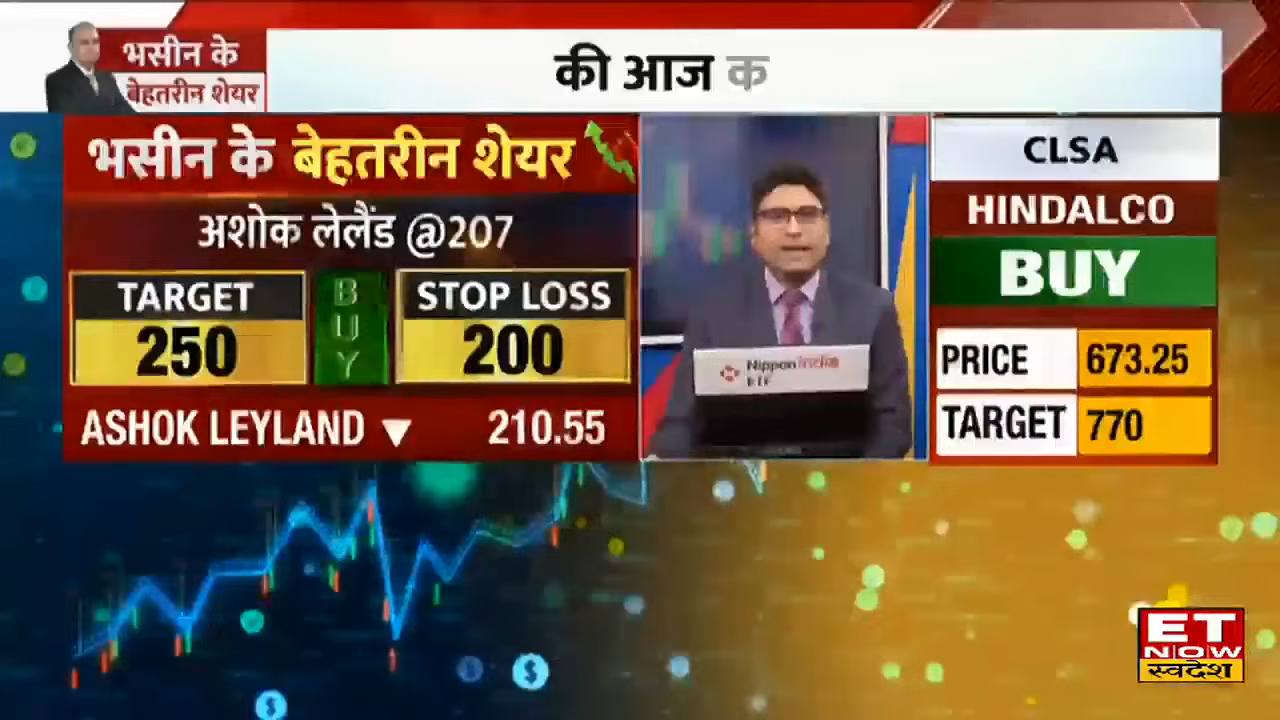 भसीन के
बेहतरीन शेयर
की आज क
भसीन के बेहतरीन शेयर
अशोक लेलैंड @207
TARGET
250
BUY
STOP LOSS
200
ASHOK LEYLAND ▼ 210.55
Nippon india
ETF
CLSA
HINDALCO
BUY
PRICE 673.25
TARGET 770
ET
NOW
स्वदेश